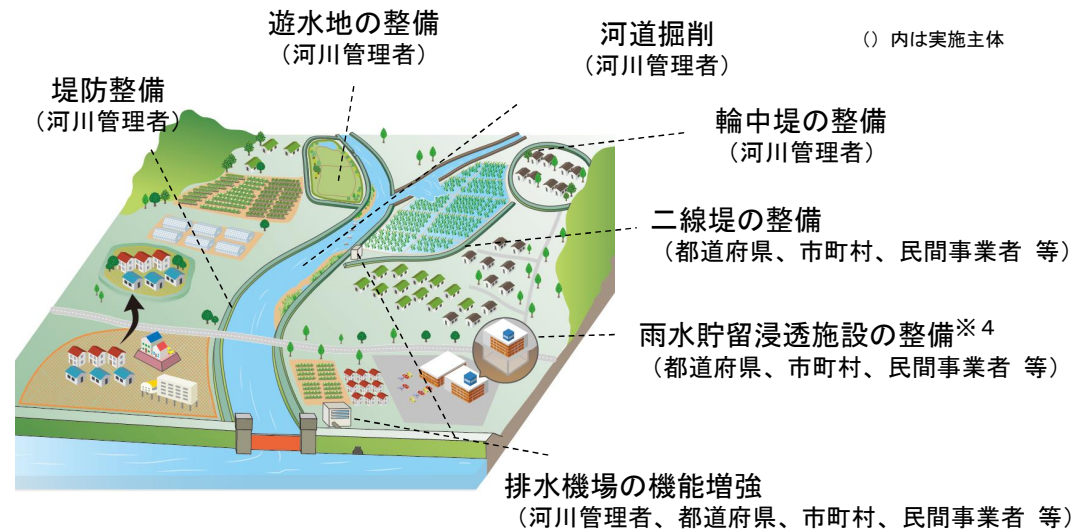 遊水地の整備
(河川管理者)
河道掘削
(河川管理者)
() 内は実施主体
堤防整備
(河川管理者)
輪中堤の整備
(河川管理者)
二線堤の整備
(都道府県、市町村、民間事業者 等)
雨水貯留浸透施設の整備※4
(都道府県、市町村、民間事業者 等)
排水機場の機能増強
(河川管理者、都道府県、市町村、民間事業者 等)